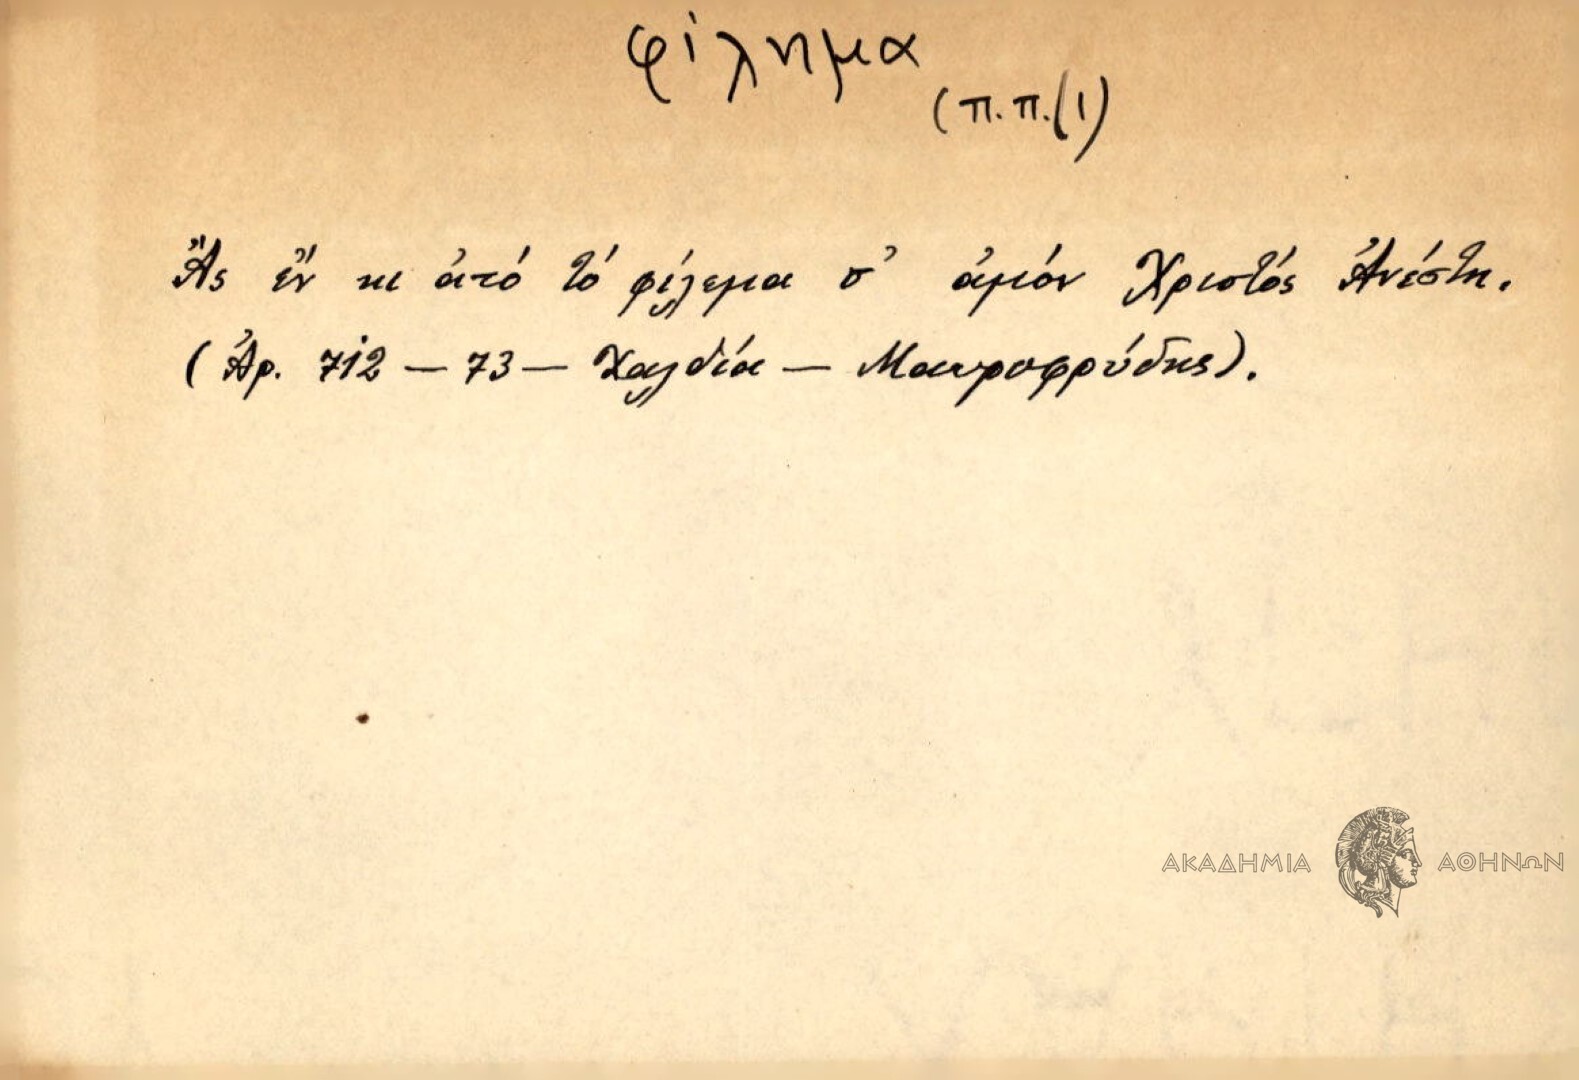 φίλημα
(π.π.(1)
Ἂς ἔν κι ἀπό τό φίλεμα σ' ἀμόν Χριστός Ἀνέστη.
(Ἀρ. 712 — 73 — Χαλδία — Μαυροφρύδης).
ΑΚΑΔΗΜΙΑ ΑΘΗΝΩΝ